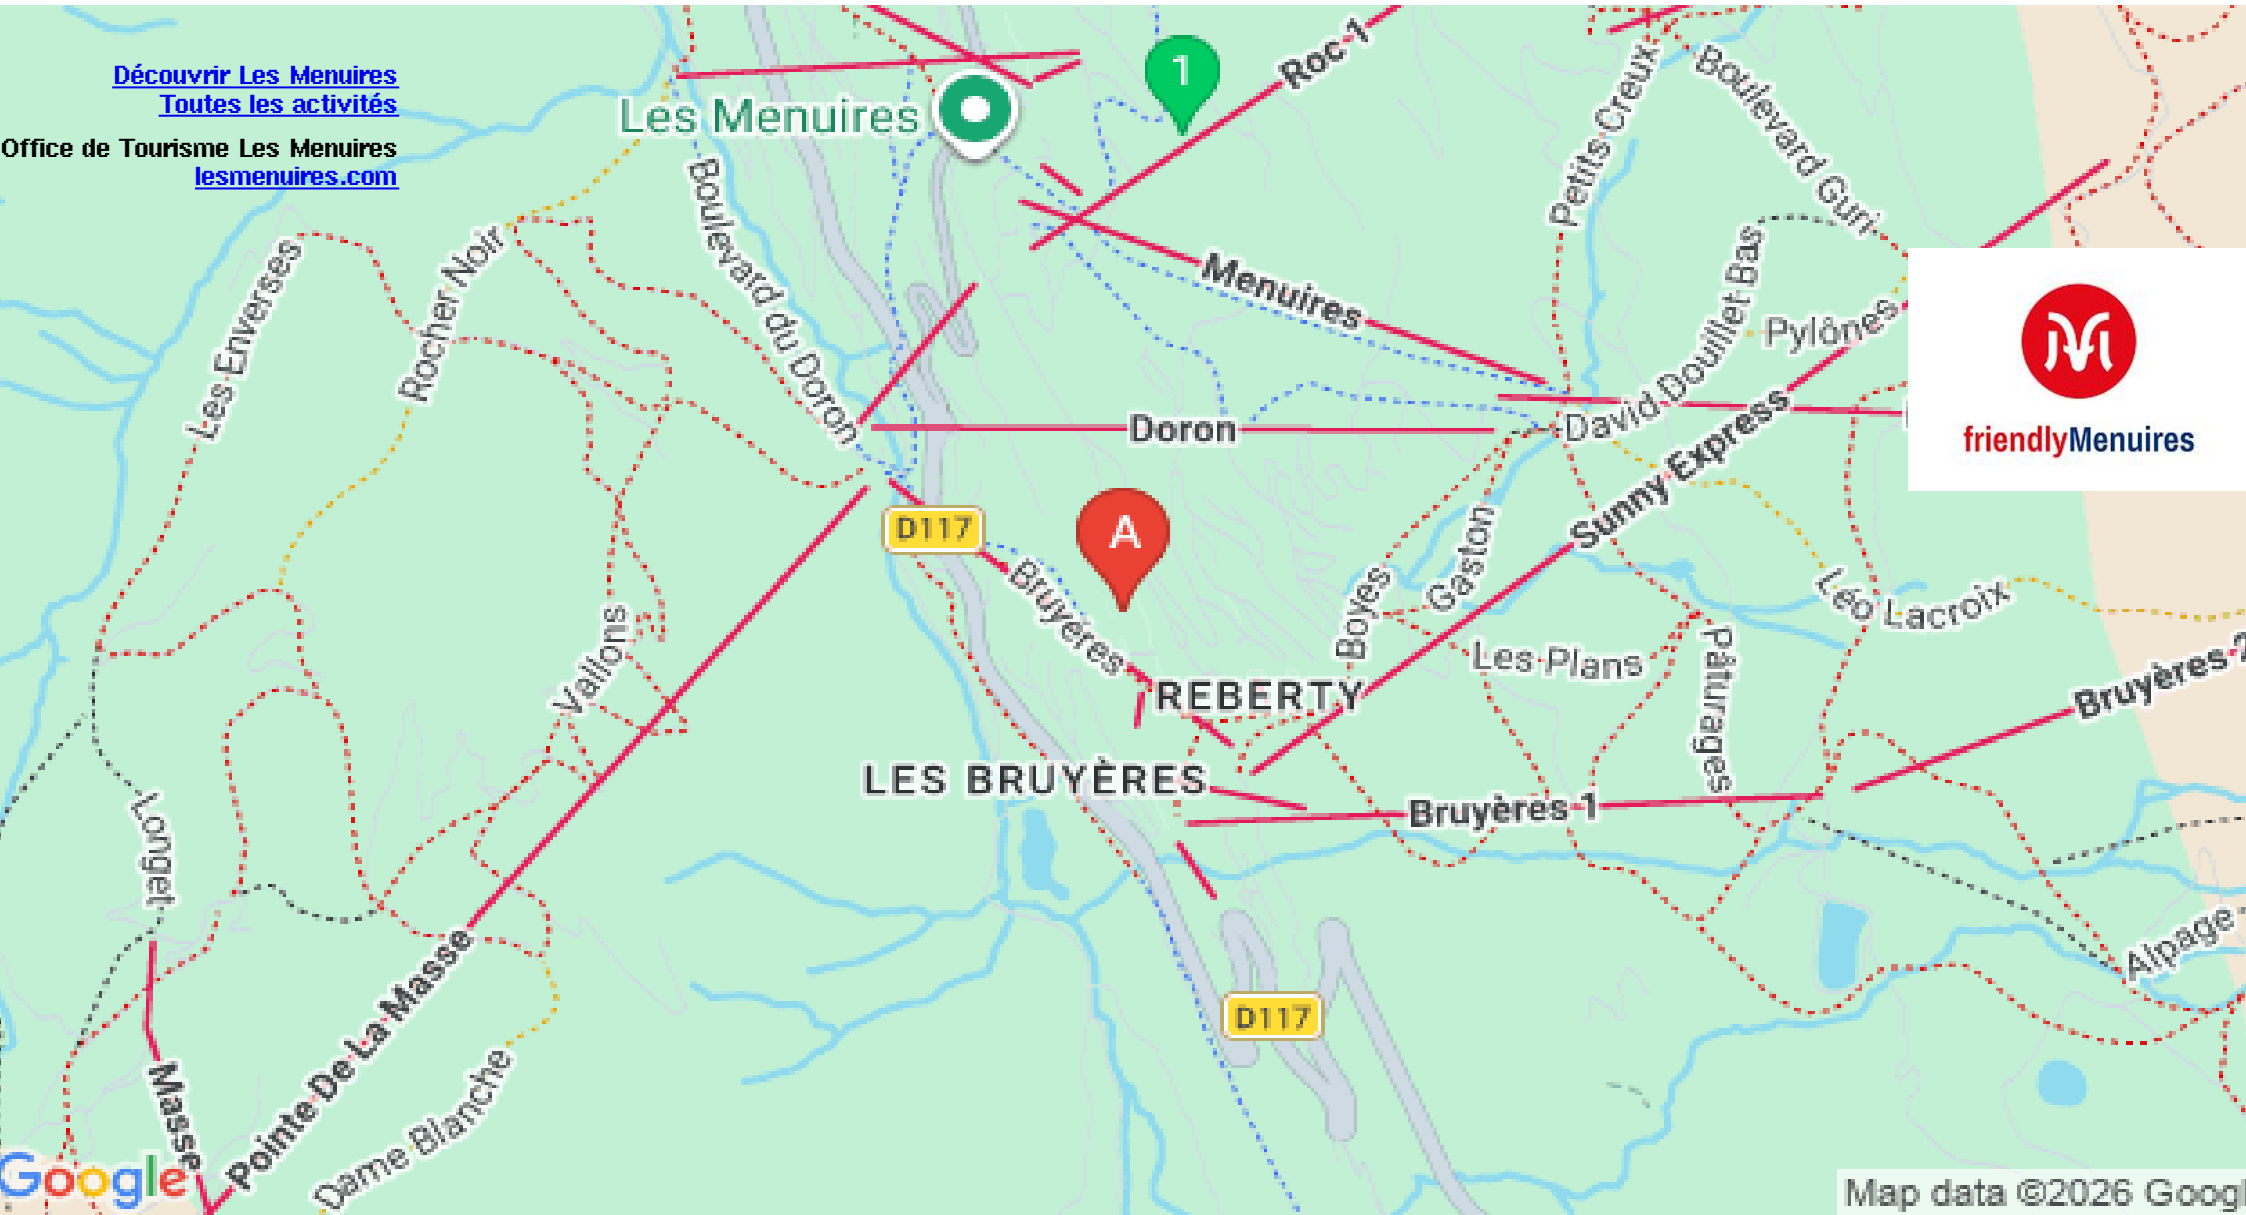 Découvrir Les Menuires
Toutes les activités
Office de Tourisme Les Menuires
lesmenuires.com
Les Menuires
1
Roc 1
Petits Creux
Boulevard Guri
Boulevard du Doron
Les Enverses
Rocher Noir
Menuires
David Douillet Bas
Pylônes
friendlyMenuires
Doron
Sunny Express
D117
A
Bruyères
Gaston
Boyes
Léo Lacroix
Les Plans
Pâturages
Vallons
REBERTY
Bruyères 2
LES BRUYÈRES
Bruyères 1
Longet
Alpage
Pointe De La Masse
D117
Masse
Dame Blanche
Google
Map data ©2026 Googl